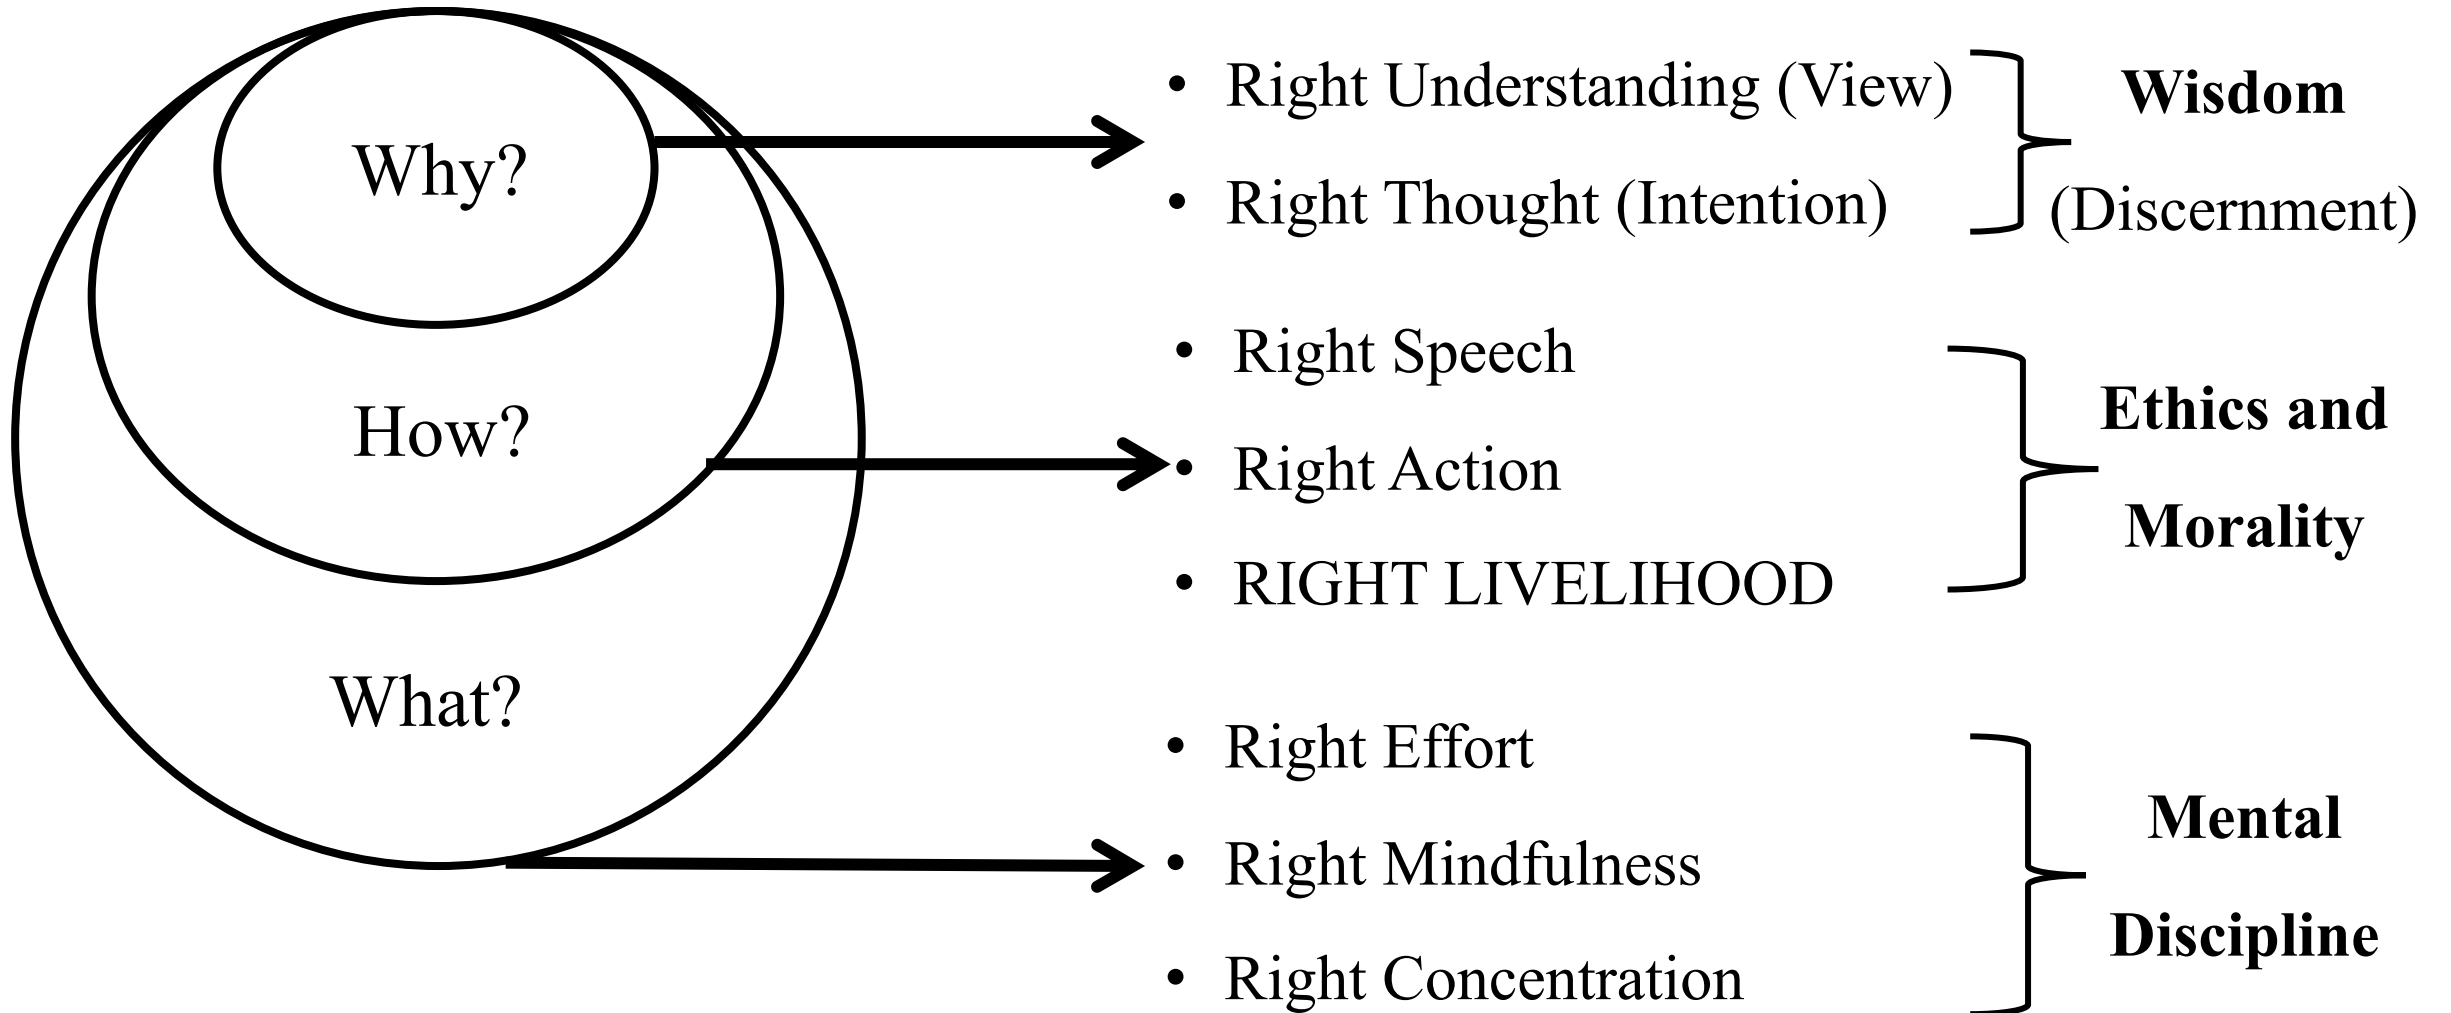 Why?
How?
What?
• Right Understanding (View)
• Right Thought (Intention)
Wisdom
(Discernment)
• Right Speech
• Right Action
• RIGHT LIVELIHOOD
Ethics and
Morality
• Right Effort
• Right Mindfulness
• Right Concentration
Mental
Discipline